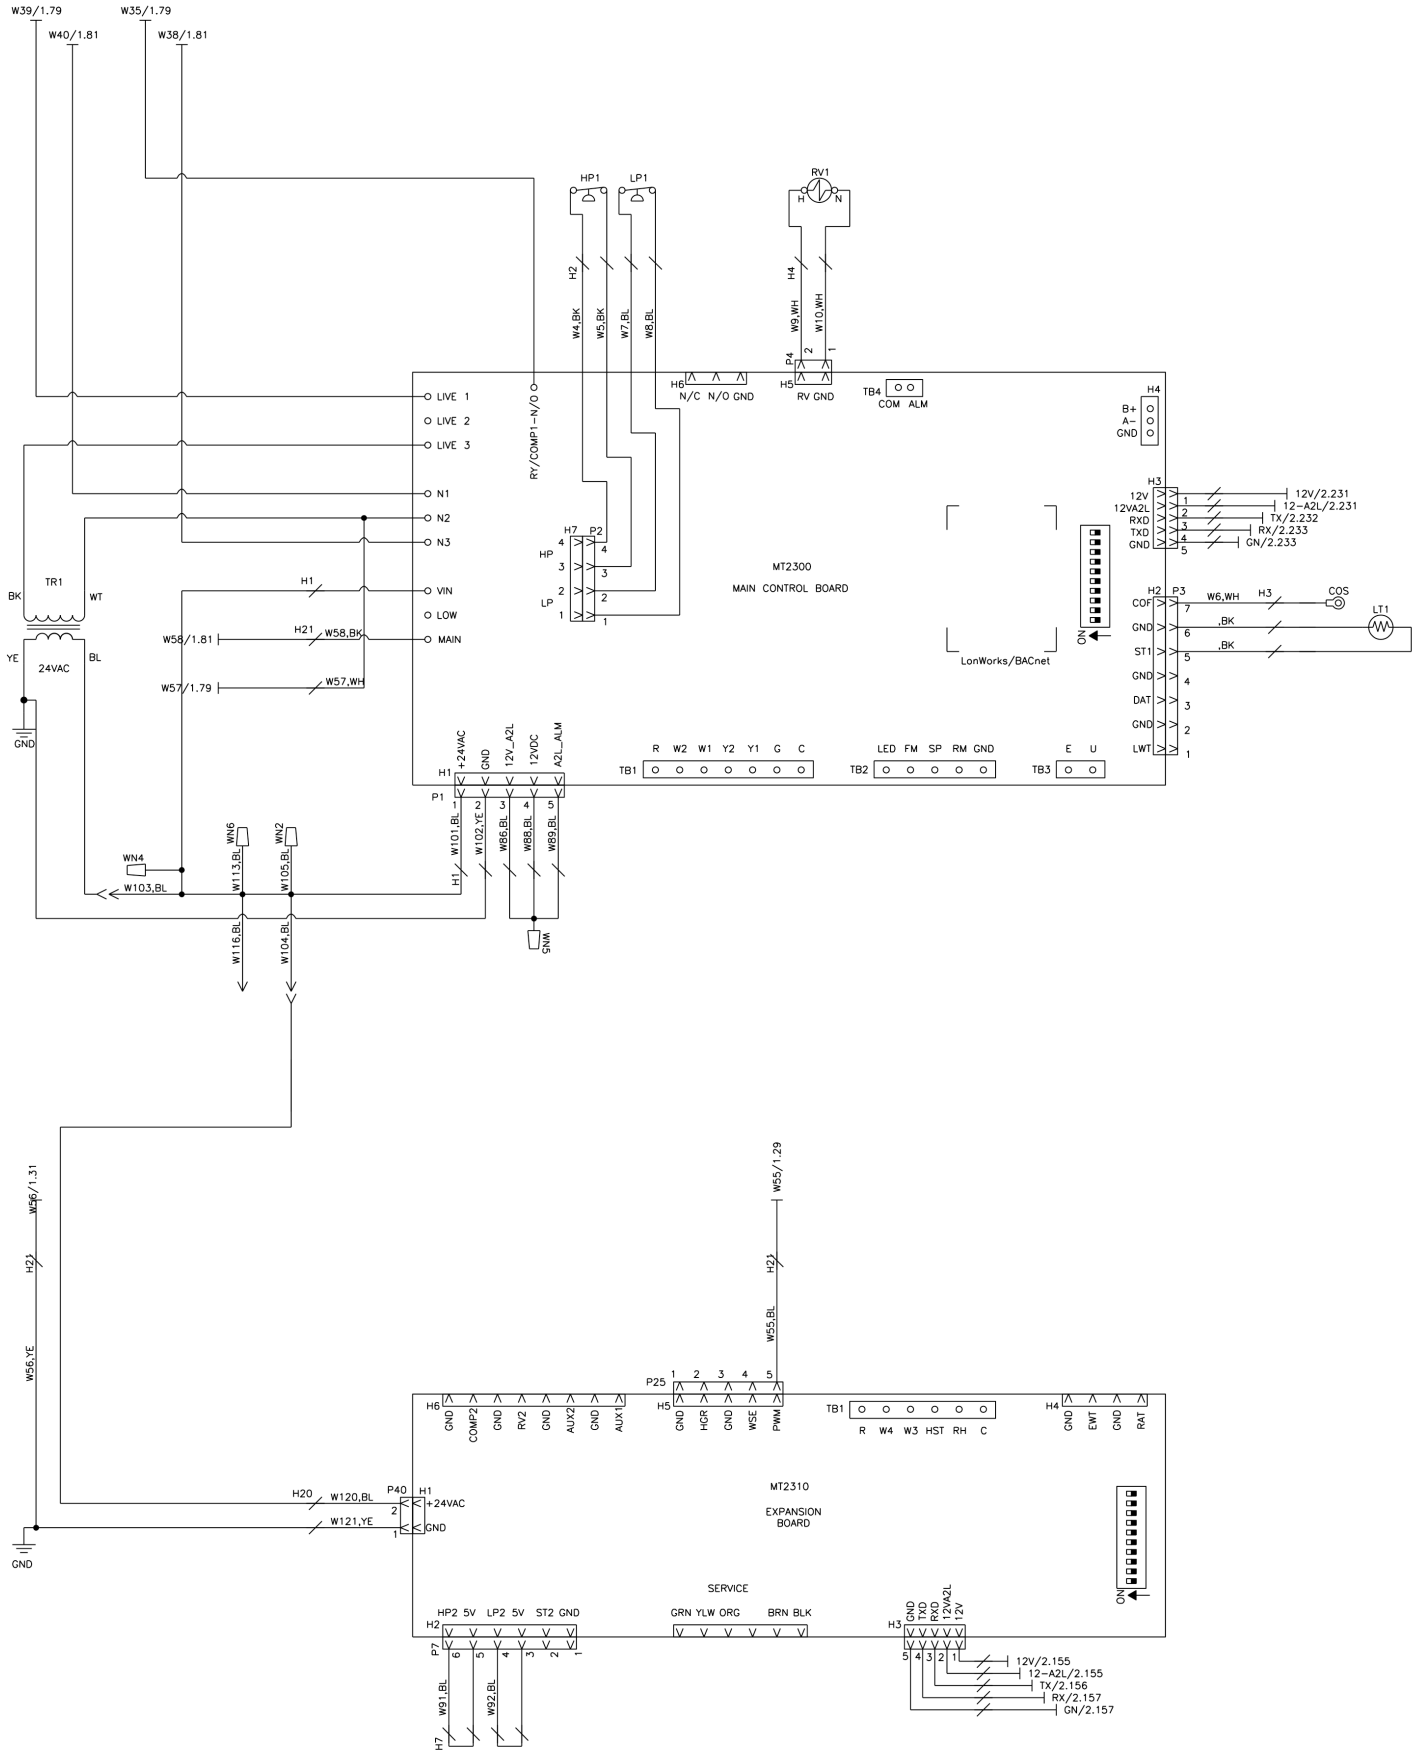 W39/1.79
W35/1.79
W40/1.81
W38/1.81
HP1
LP1
RV1
H N
H2
H4
W4,BK
W5,BK
W7,BL
W8,BL
W9,WH
W10,WH
P4
2
1
H6
N/C N/O GND
H5
RV GND
TB4
COM ALM
H4
B+
A-
GND
LIVE 1
LIVE 2
LIVE 3
RY/COMP1-N/O
N1
N2
N3
H3
12V
1
12V/2.231
12VA2L
2
12-A2L/2.231
RXD
3
TX/2.232
TXD
4
RX/2.233
GND
5
GN/2.233
H7 P2
HP
4
4
3
3
LP
2
2
1
1
MT2300
MAIN CONTROL BOARD
ON
LonWorks/BACnet
TR1
BK
WT
YE
24VAC
BL
GND
H1
VIN
LOW
W58/1.81
H21
W58,BK
MAIN
W57/1.79
W57,WH
H2 P3
COF
7
W6,WH
H3
COS
GND
6
,BK
LT1
ST1
5
,BK
GND
4
DAT
3
GND
2
LWT
1
+24VAC
GND
12V_A2L
12VDC
A2L_ALM
H1
P1
1
2
3
4
5
W101,BL
W102,YE
W86,BL
W88,BL
W89,BL
H1
WN5
R W2 W1 Y2 Y1 G C
TB1
LED FM SP RM GND
TB2
E U
TB3
WN6
WN2
WN4
W113,BL
W105,BL
W103,BL
W116,BL
W104,BL
W56/1.31
H21
W56,YE
W55/1.29
H21
W55,BL
P25
1
2
3
4
5
H6
GND
COMP2
GND
RV2
GND
AUX2
GND
AUX1
H5
GND
HGR
GND
WSE
PWM
TB1
R W4 W3 HST RH C
H4
GND
EWT
GND
RAT
MT2310
EXPANSION
BOARD
H20
W120,BL
P40
H1
2
+24VAC
W121,YE
1
GND
GND
ON
SERVICE
HP2 5V LP2 5V ST2 GND
H2
P7
6
5
4
3
2
1
W91,BL
W92,BL
H7
GRN YLW ORG BRN BLK
H3
GND
TXD
RXD
12VA2L
12V
5
4
3
2
1
12V/2.155
12-A2L/2.155
TX/2.156
RX/2.157
GN/2.157